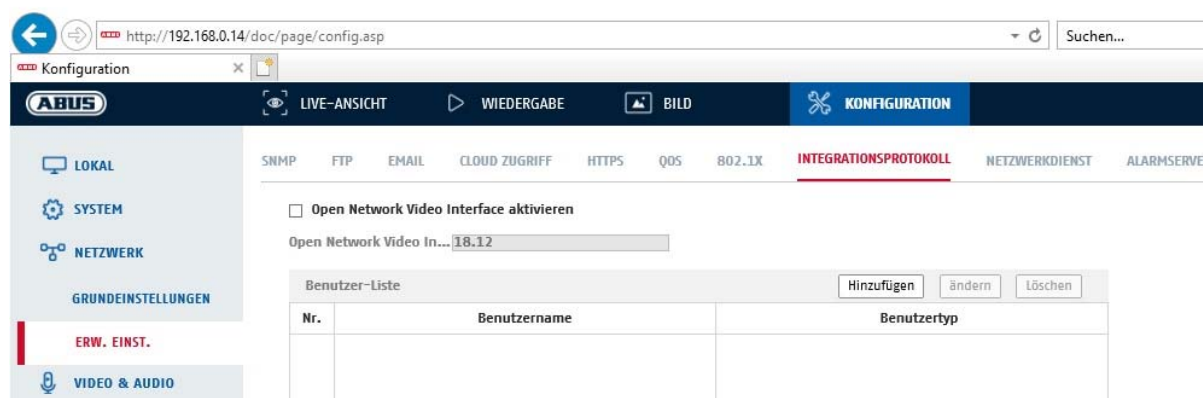 http://192.168.0.14/doc/page/config.asp Suchen...
Konfiguration
ABUS LIVE-ANSICHT WIEDERGABE BILD KONFIGURATION
LOKAL
SNMP FTP EMAIL CLOUD ZUGRIFF HTTPS QOS 802.1X INTEGRATIONSPROTOKOLL NETZWERKDIENST ALARMSERVE
SYSTEM
Open Network Video Interface aktivieren
Open Network Video In... 18.12
NETZWERK
Benutzer-Liste Hinzufügen ändern Löschen
GRUNDEINSTELLUNGEN
Nr. Benutzername Benutzertyp
ERW. EINST.
VIDEO & AUDIO